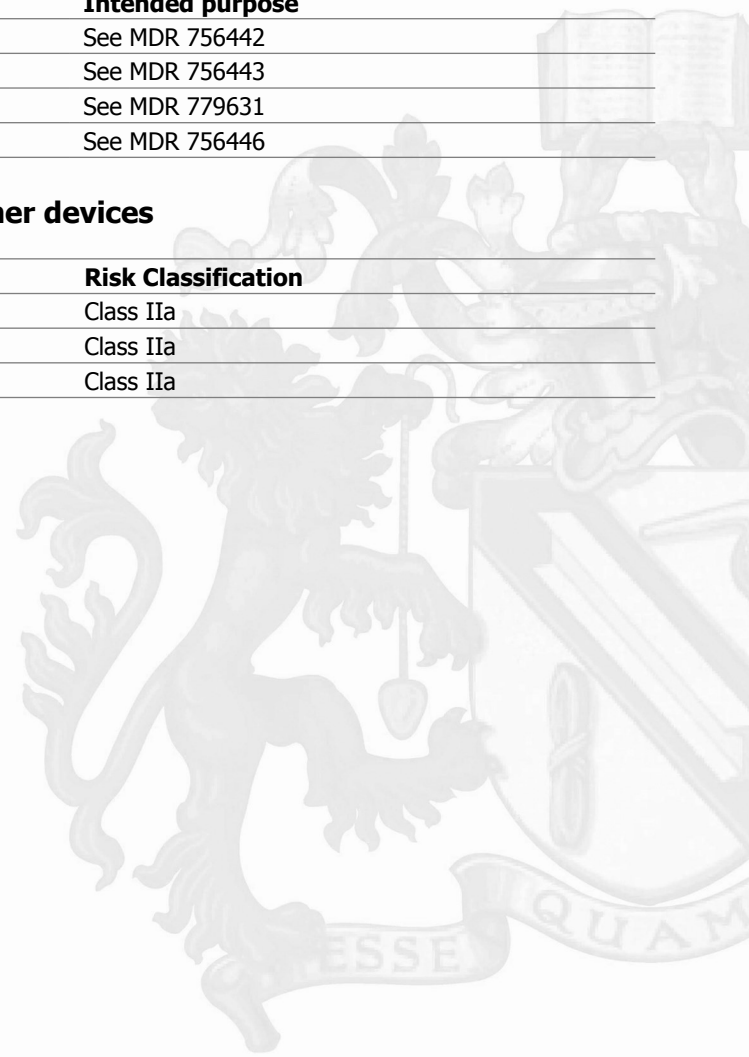 Intended purpose
See MDR 756442
See MDR 756443
See MDR 779631
See MDR 756446
her devices
Risk Classification
Class IIa
Class IIa
Class IIa
ESSE
QUAM